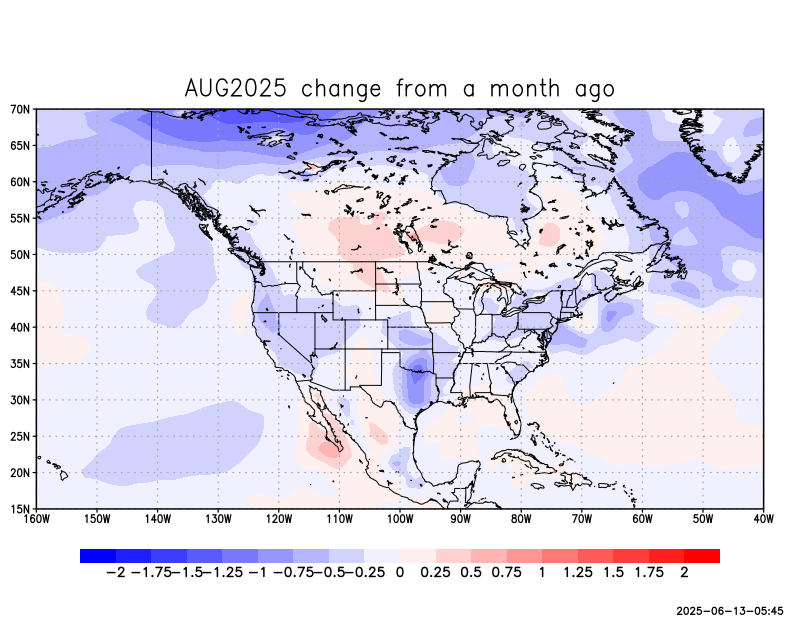 AUG2025 change from a month ago
70N
65N
60N
55N
50N
45N
40N
35N
30N
25N
20N
15N
160W 150W 140W 130W 120W 110W 100W 90W 80W 70W 60W 50W 40W
−2 −1.75 −1.5 −1.25 −1 −0.75 −0.5 −0.25 0 0.25 0.5 0.75 1 1.25 1.5 1.75 2
2025-06-13-05:45